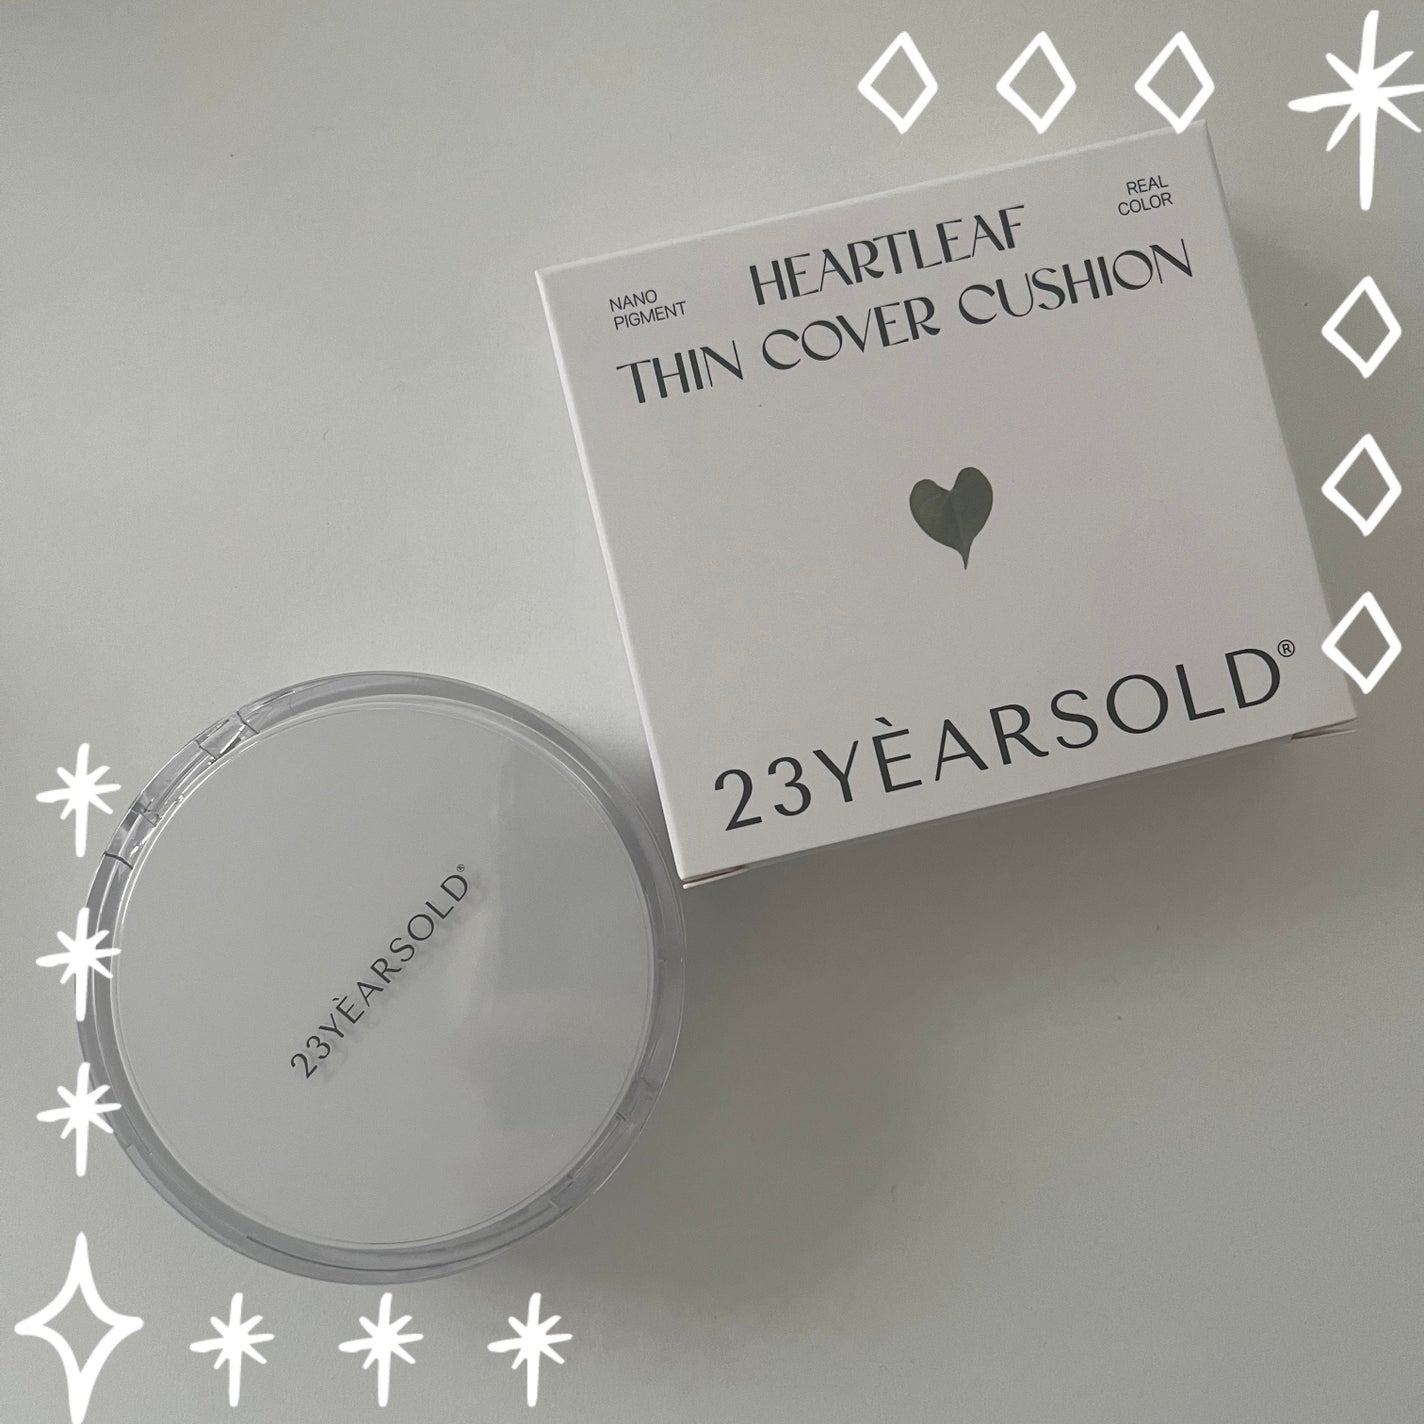 NANO
PIGMENT
HEARTLEAF
THIN COVER CUSHION
REAL
COLOR
23YÈARSOLD®
23YÈARSOLD®